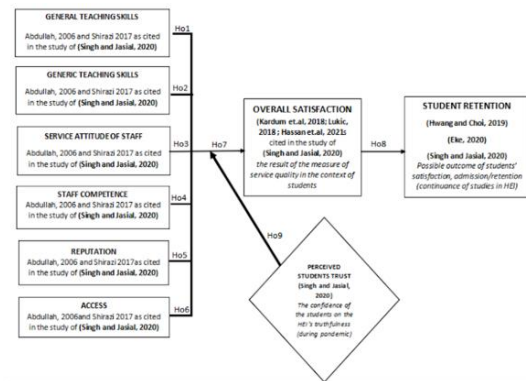 GENERAL TEACHING SKILLS
Abdullah, 2006 and Shirazi 2017 as cited
in the study of (Singh and Jasial, 2020)
Ho1
GENERIC TEACHING SKILLS
Abdullah, 2006 and Shirazi 2017 as cited
in the study of (Singh and Jasial, 2020)
Ho2
SERVICE ATTITUDE OF STAFF
Abdullah, 2006 and Shirazi 2017 as cited
in the study of (Singh and Jasial, 2020)
Ho3
STAFF COMPETENCE
Abdullah, 2006 and Shirazi 2017 as cited
in the study of (Singh and Jasial, 2020)
Ho4
REPUTATION
Abdullah, 2006 and Shirazi 2017 as cited
in the study of (Singh and Jasial, 2020)
Ho5
ACCESS
Abdullah, 2006and Shirazi 2017 as cited
in the study of (Singh and Jasial, 2020)
Ho6
Ho7
OVERALL SATISFACTION
(Kardum et.al, 2018; Lukic,
2018 ; Hassan et.al, 2021s
cited in the study of
(Singh and Jasial, 2020)
the result of the measure of
service quality in the context of
students
Ho8
STUDENT RETENTION
(Hwang and Choi, 2019)
(Eke, 2020)
(Singh and Jasial, 2020)
Possible outcome of students'
satisfaction, admission/retention
(continuance of studies in HEI)
Ho9
PERCEIVED
STUDENTS TRUST
(Singh and Jasial,
2020)
The confidence of
the students on the
HEI's truthfulness
(during pandemic)